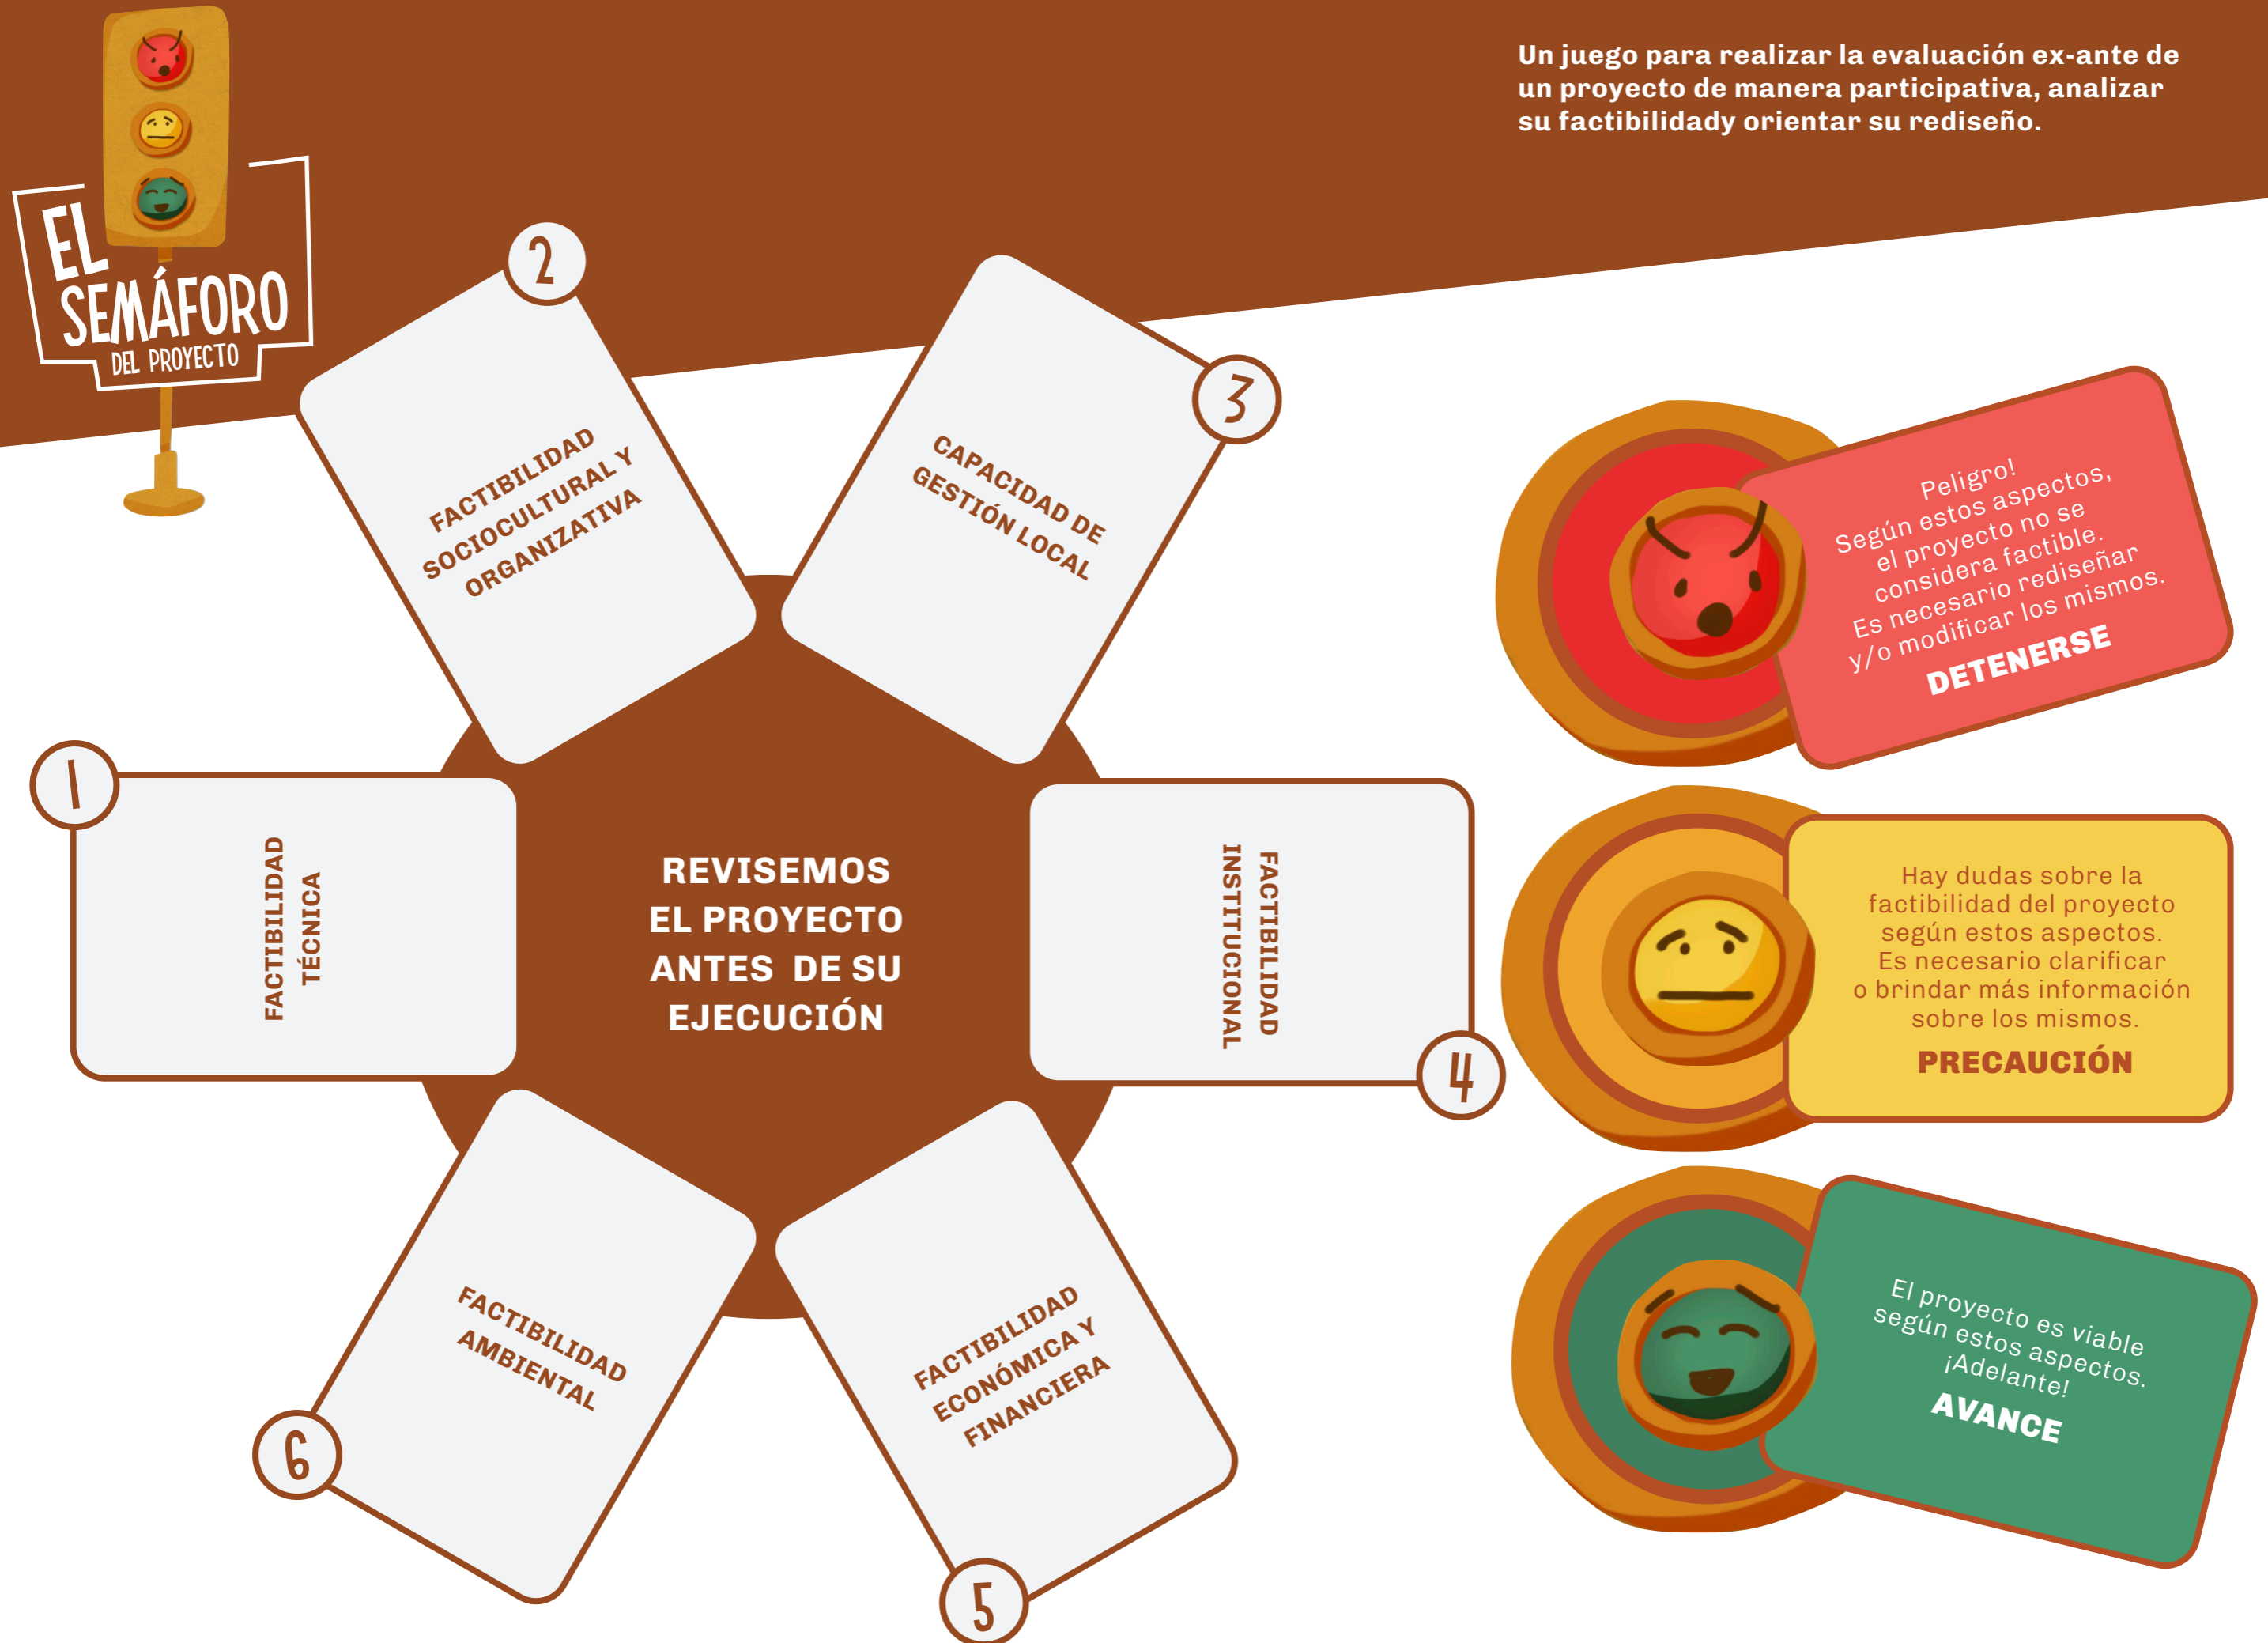 EL
SEMÁFORO
DEL PROYECTO
Un juego para realizar la evaluación ex-ante de
un proyecto de manera participativa, analizar
su factibilidady orientar su rediseño.
1
FACTIBILIDAD
TÉCNICA
2
FACTIBILIDAD
SOCIOCULTURAL Y
ORGANIZATIVA
3
CAPACIDAD DE
GESTIÓN LOCAL
4
FACTIBILIDAD
INSTITUCIONAL
5
FACTIBILIDAD
ECONÓMICA Y
FINANCIERA
6
FACTIBILIDAD
AMBIENTAL
REVISEMOS
EL PROYECTO
ANTES DE SU
EJECUCIÓN
Peligro!
Según estos aspectos,
el proyecto no se
considera factible.
Es necesario rediseñar
y/o modificar los mismos.
DETENERSE
Hay dudas sobre la
factibilidad del proyecto
según estos aspectos.
Es necesario clarificar
o brindar más información
sobre los mismos.
PRECAUCIÓN
El proyecto es viable
según estos aspectos.
¡Adelante!
AVANCE